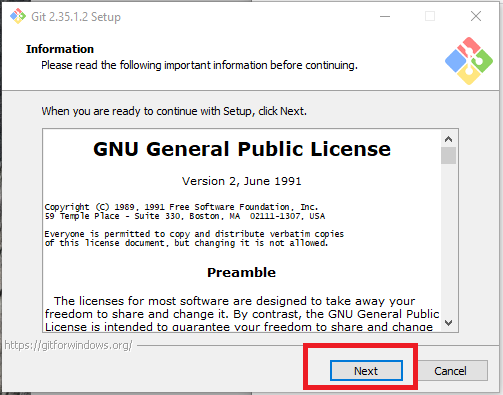 Git 2.35.1.2 Setup
Information
Please read the following important information before continuing.
When you are ready to continue with Setup, click Next.
GNU General Public License
Version 2, June 1991
Copyright (C) 1989, 1991 Free Software Foundation, Inc.
59 Temple Place - Suite 330, Boston, MA  02111-1307, USA
Everyone is permitted to copy and distribute verbatim copies
of this license document, but changing it is not allowed.
Preamble
The licenses for most software are designed to take away your
freedom to share and change it. By contrast, the GNU General Public
License is intended to guarantee your freedom to share and change
https://gitforwindows.org/
Next
Cancel